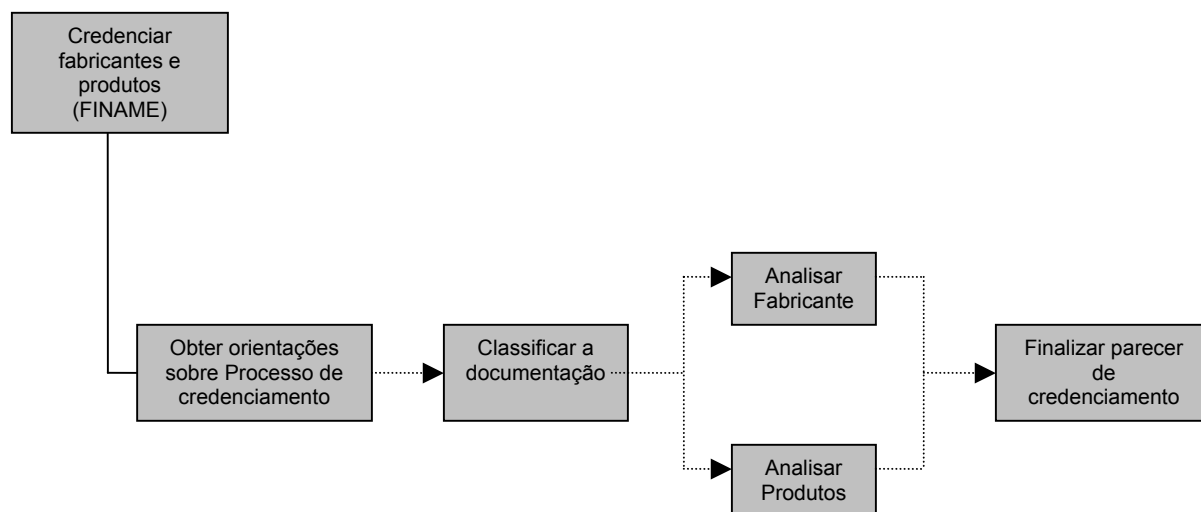 Credenciar
fabricantes e
produtos
(FINAME)
Obter orientações
sobre Processo de
credenciamento
Classificar a
documentação
Analisar
Fabricante
Analisar
Produtos
Finalizar parecer
de
credenciamento